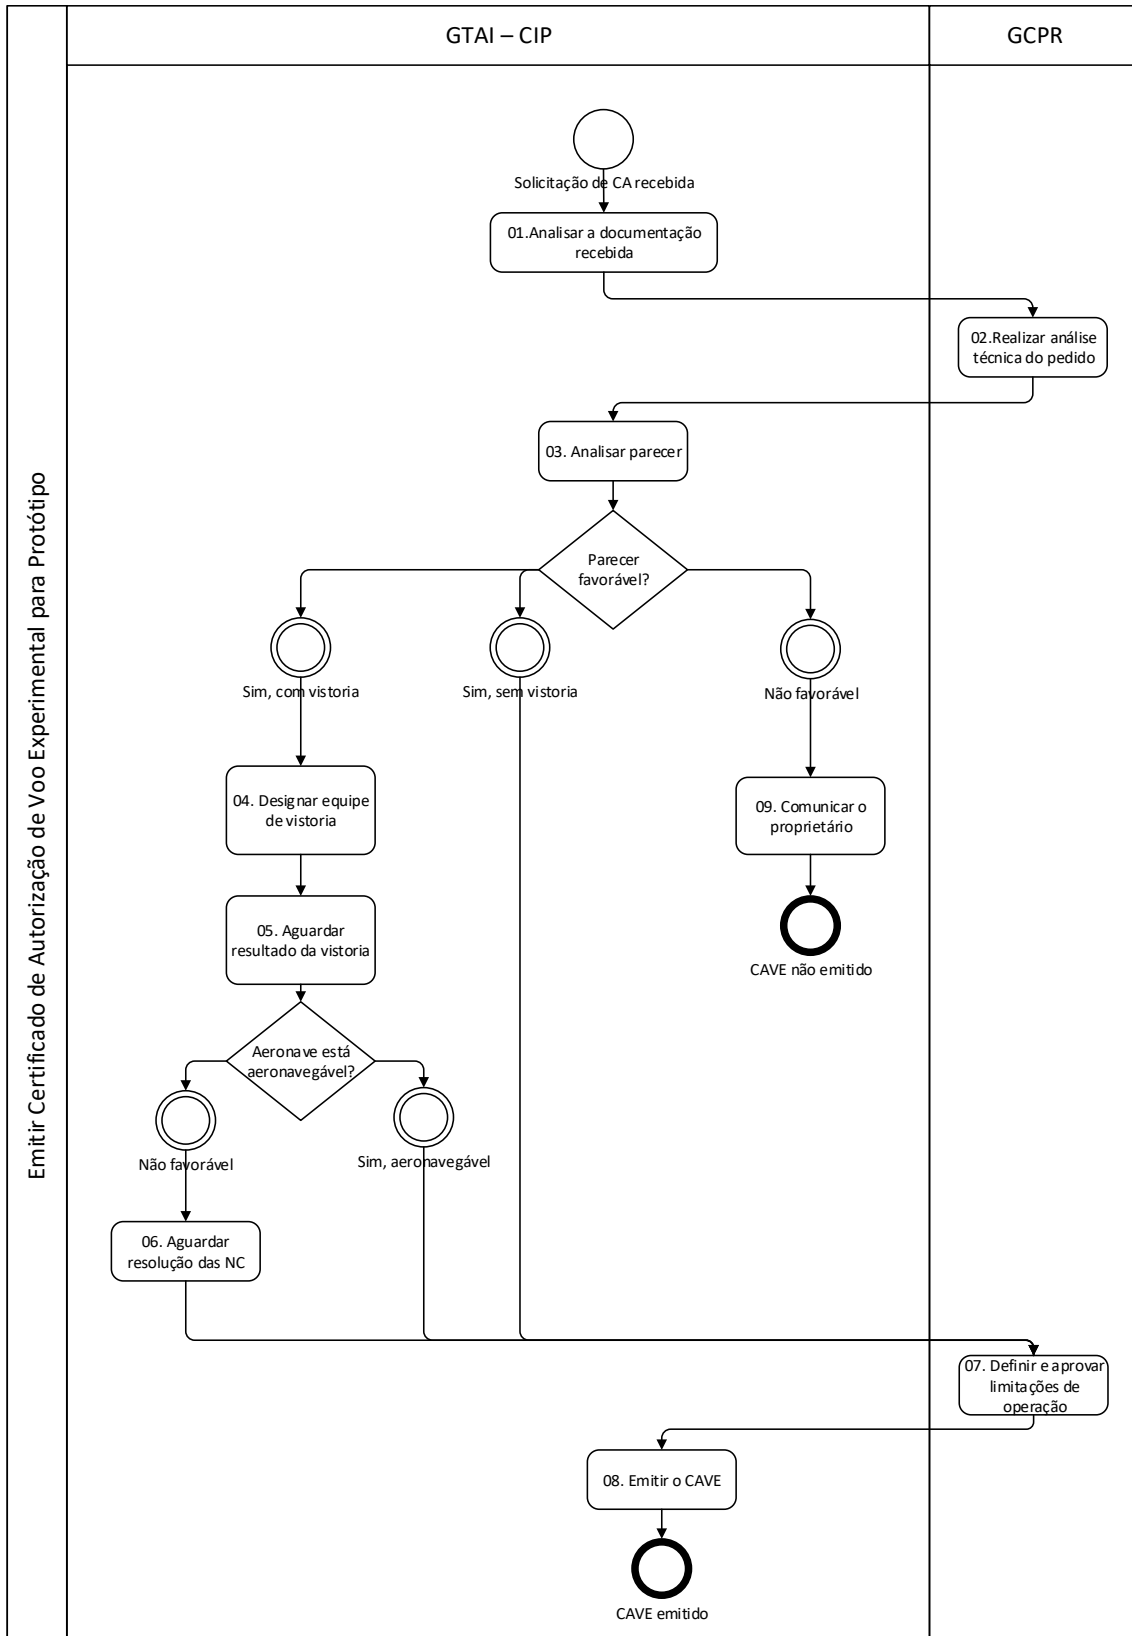 GTAI – CIP
GCPR
Emitir Certificado de Autorização de Voo Experimental para Protótipo
Solicitação de CA recebida
01.Analisar a documentação
recebida
02.Realizar análise
técnica do pedido
03. Analisar parecer
Parecer
favorável?
Sim, com vistoria
Sim, sem vistoria
Não favorável
04. Designar equipe
de vistoria
09. Comunicar o
proprietário
05. Aguardar
resultado da vistoria
CAVE não emitido
Aeronave está
aeronavegável?
Não favorável
Sim, aeronavegável
06. Aguardar
resolução das NC
07. Definir e aprovar
limitações de
operação
08. Emitir o CAVE
CAVE emitido